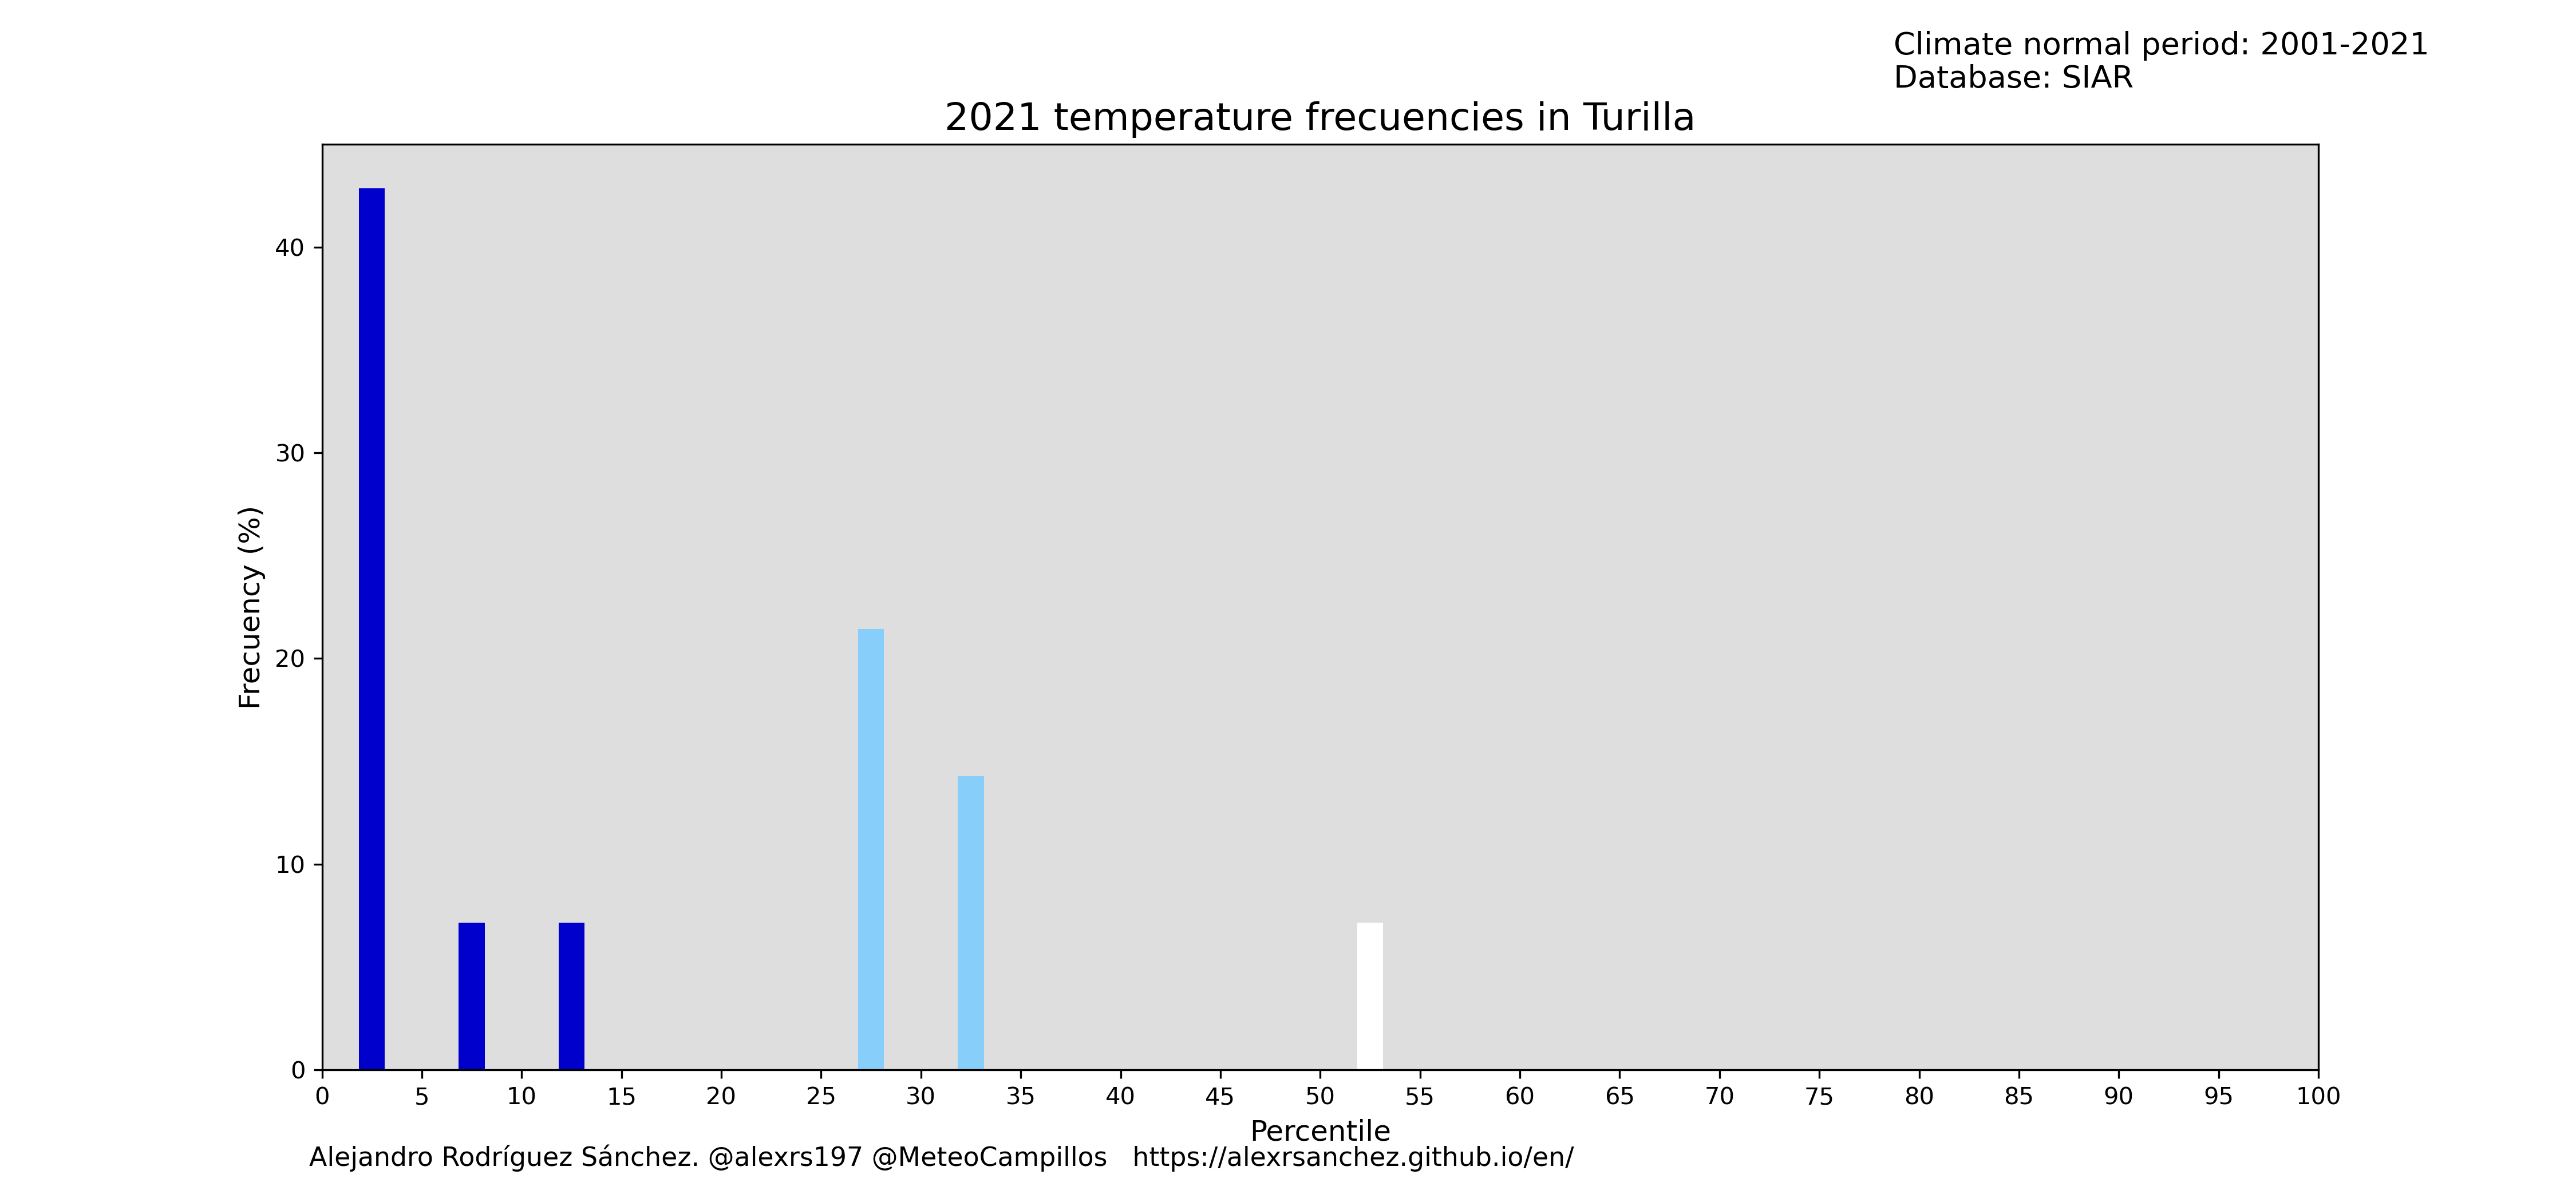 Climate normal period: 2001-2021
Database: SIAR
2021 temperature frecuencies in Turilla
Frecuency (%)
40
30
20
10
0
0 5 10 15 20 25 30 35 40 45 50 55 60 65 70 75 80 85 90 95 100
Percentile
Alejandro Rodríguez Sánchez. @alexrs197 @MeteoCampillos https://alexrsanchez.github.io/en/